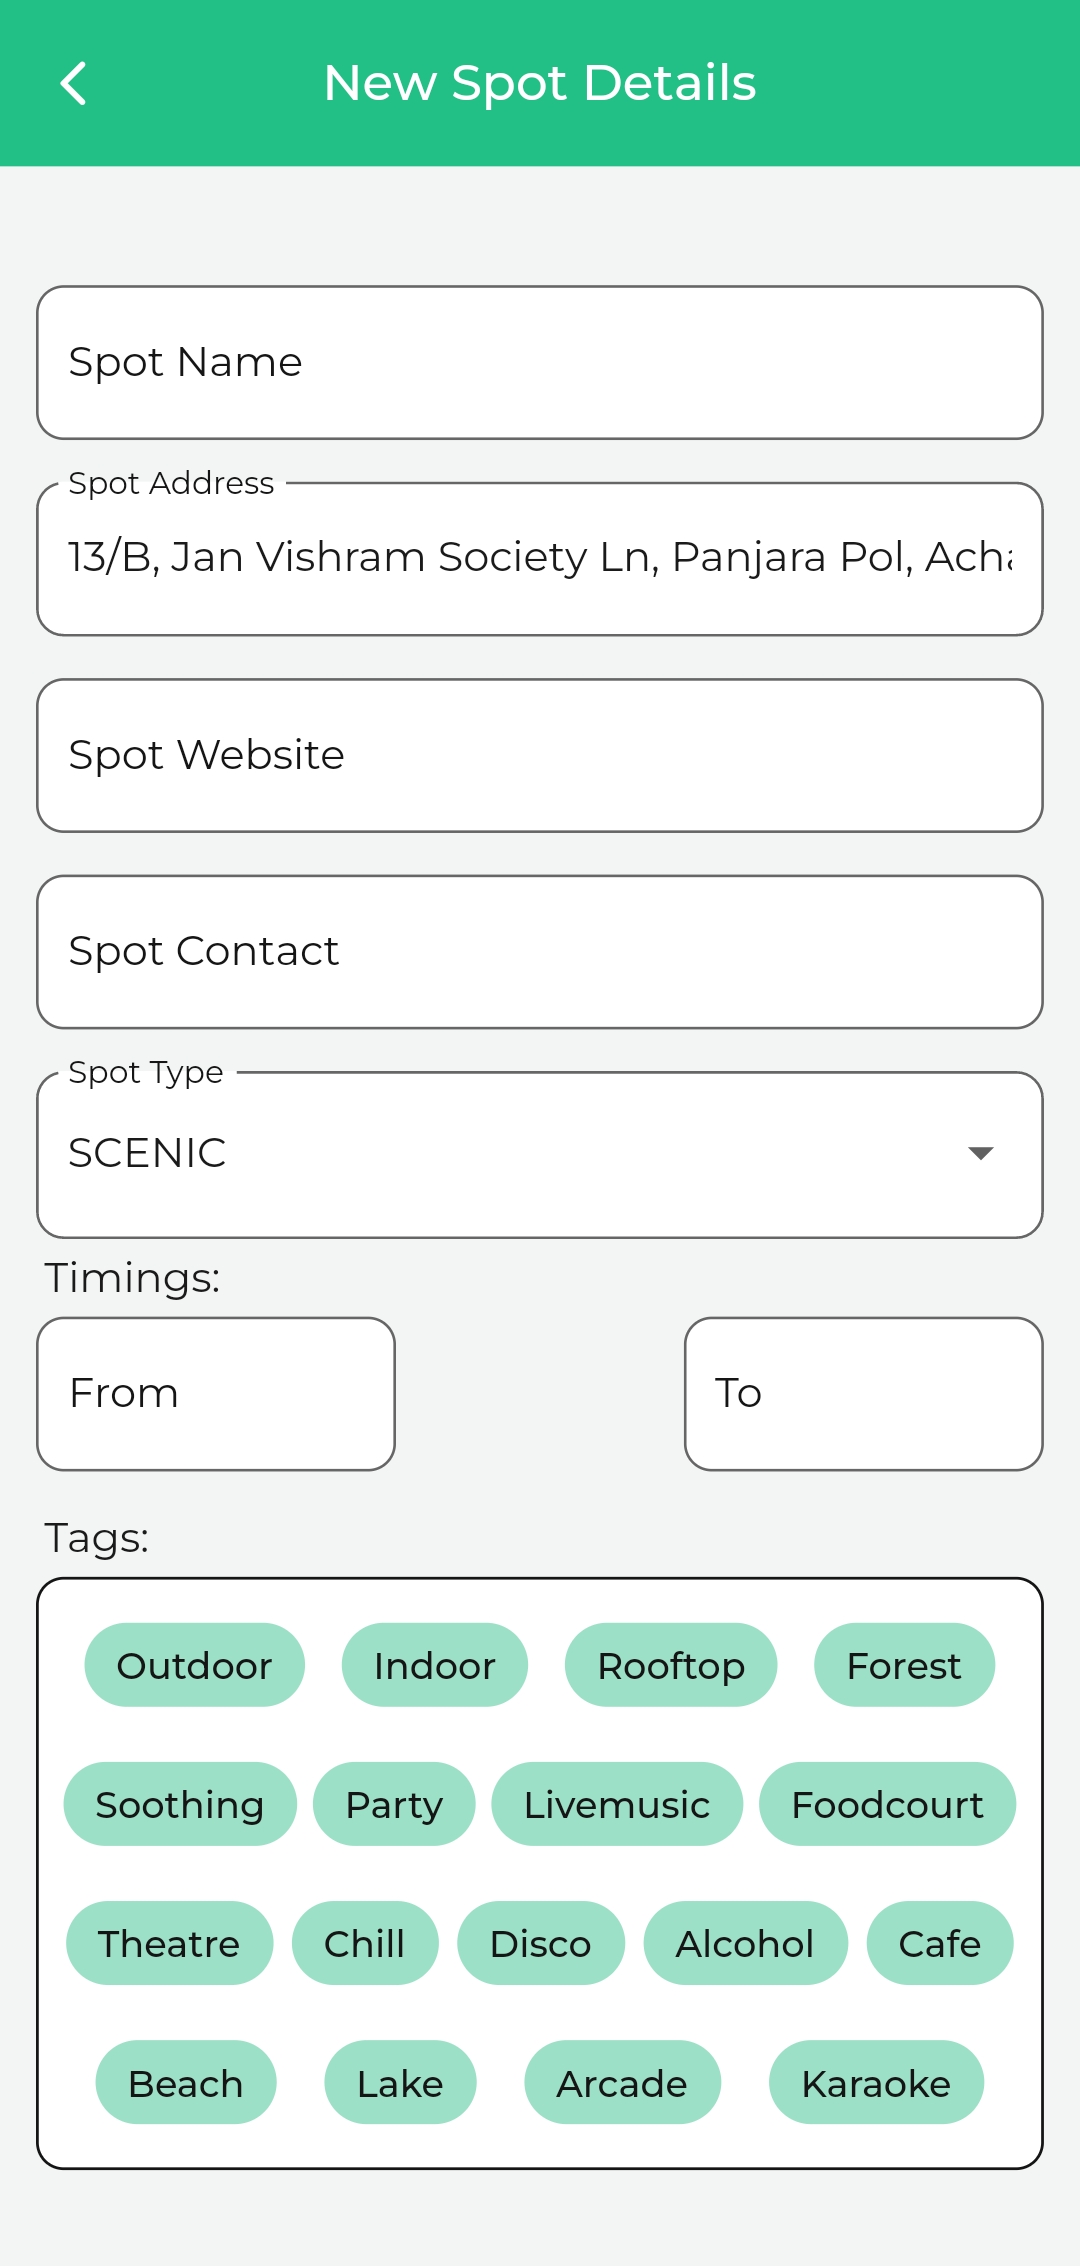 New Spot Details
Spot Name
Spot Address
13/B, Jan Vishram Society Ln, Panjara Pol,
Spot Website
Spot Contact
Spot Type
SCENIC
Timings:
From To
Tags:
Outdoor Indoor Rooftop Forest
Soothing Party Livemusic Foodcourt
Theatre Chill Disco Alcohol Cafe
Beach Lake Arcade Karaoke